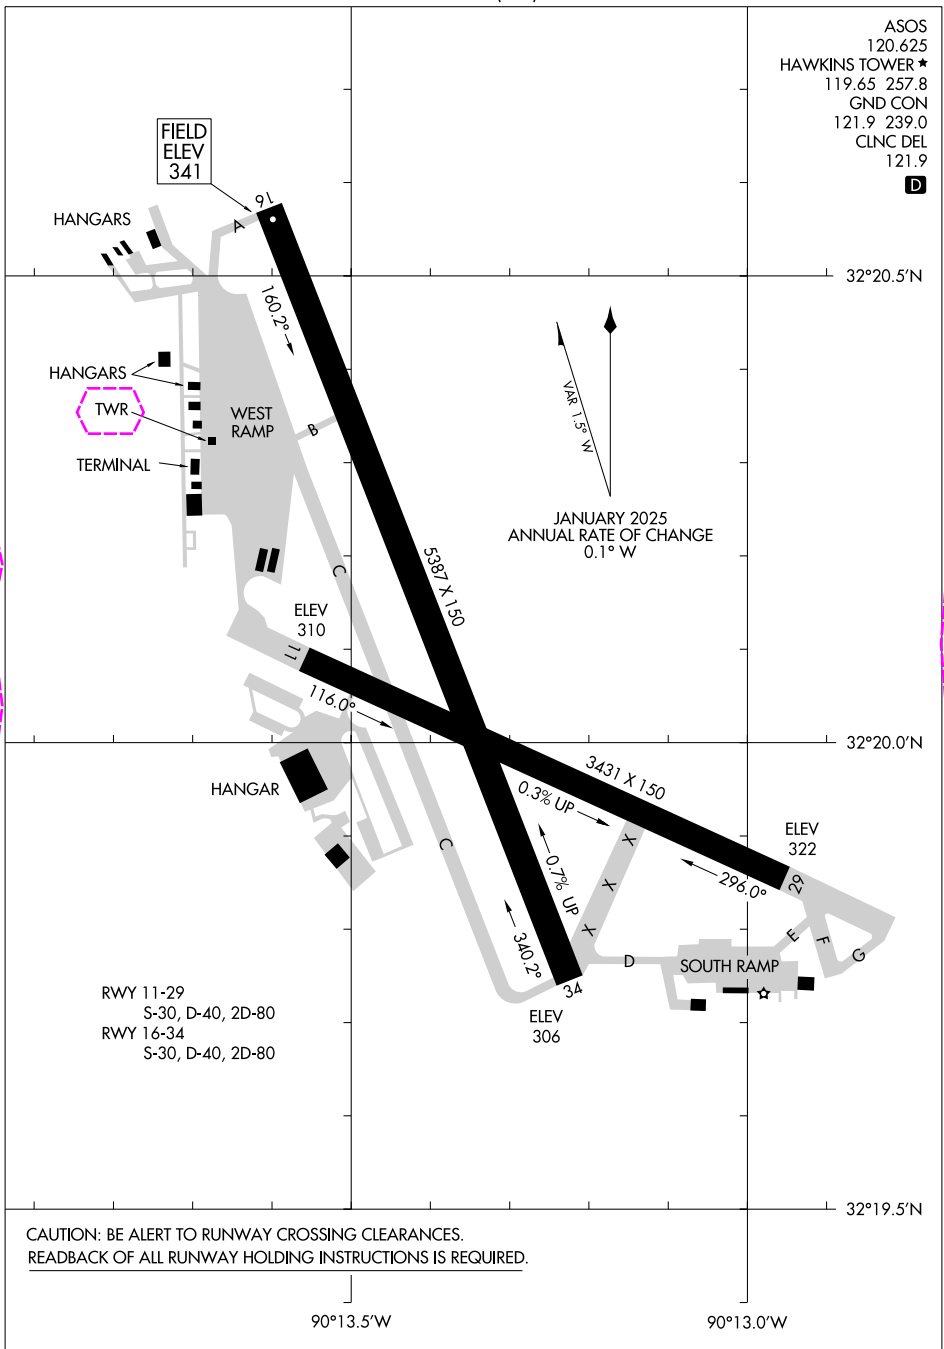 ASOS
120.625
HAWKINS TOWER ★
119.65 257.8
GND CON
121.9 239.0
CLNC DEL
121.9
D
FIELD
ELEV
341
16
A
HANGARS
32°20.5'N
160.2°
HANGARS
TWR
WEST
RAMP
B
TERMINAL
VAR 1.5° W
JANUARY 2025
ANNUAL RATE OF CHANGE
0.1° W
C
5387 X 150
ELEV
310
11
116.0°
32°20.0'N
HANGAR
3431 X 150
0.3% UP
C
X
X
X
0.7% UP
ELEV
322
29
296.0°
340.2°
D
E
F
G
SOUTH RAMP
34
ELEV
306
RWY 11-29
S-30, D-40, 2D-80
RWY 16-34
S-30, D-40, 2D-80
32°19.5'N
CAUTION: BE ALERT TO RUNWAY CROSSING CLEARANCES.
READBACK OF ALL RUNWAY HOLDING INSTRUCTIONS IS REQUIRED.
90°13.5'W
90°13.0'W